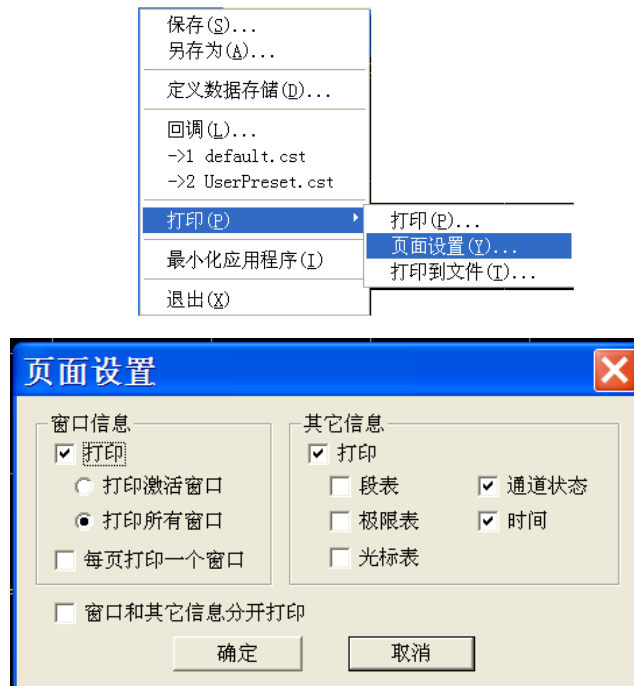 保存(S)...
另存为(A)...
定义数据存储(D)...
回调(L)...
->1 default.cst
->2 UserPreset.cst
打印(P)
打印(P)...
页面设置(Y)...
打印到文件(T)...
最小化应用程序(I)
退出(X)
页面设置
窗口信息
打印
打印激活窗口
打印所有窗口
每页打印一个窗口
其它信息
打印
段表
通道状态
极限表
时间
光标表
窗口和其它信息分开打印
确定
取消